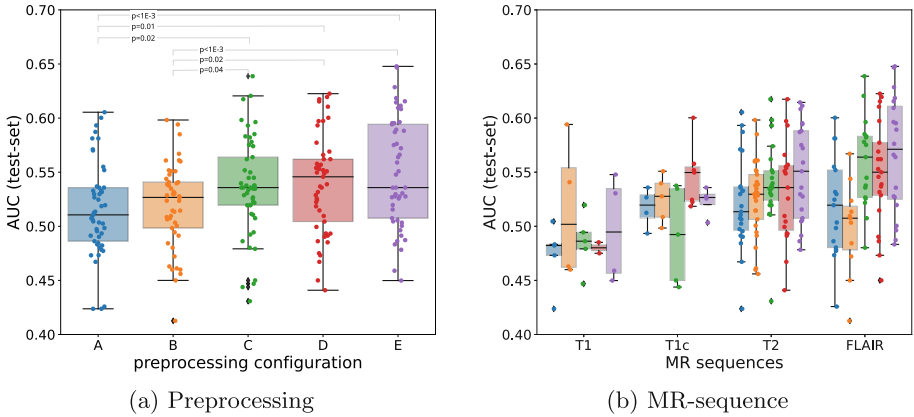 0.70
0.65
0.60
0.55
0.50
0.45
0.40
AUC (test-set)
p<1E-3
p=0.01
p=0.02
p<1E-3
p=0.02
p=0.04
A B C D E
preprocessing configuration
(a) Preprocessing
0.70
0.65
0.60
0.55
0.50
0.45
0.40
AUC (test-set)
T1 T1c T2 FLAIR
MR sequences
(b) MR-sequence